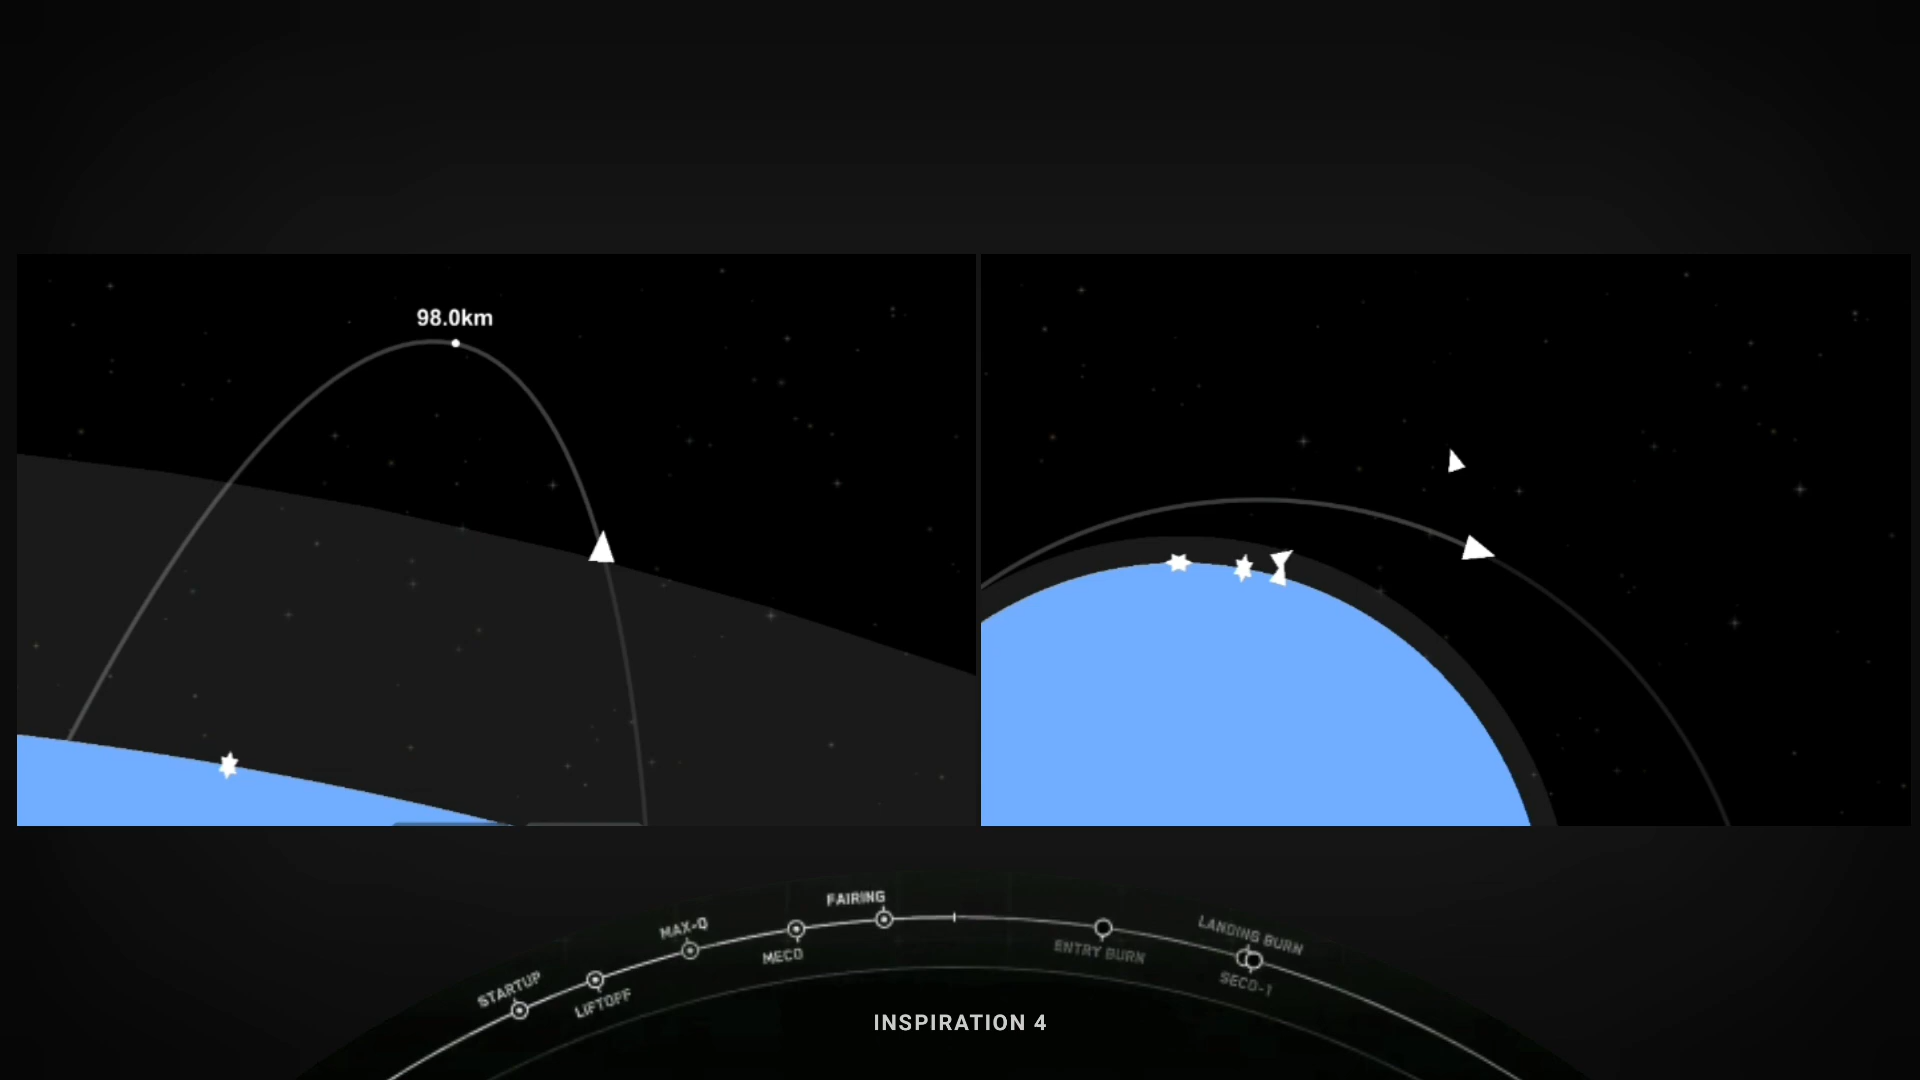 98.0km
STARTUP
LIFTOFF
MAX-Q
MECO
FAIRING
ENTRY BURN
LANDING BURN
SECO-1
INSPIRATION 4